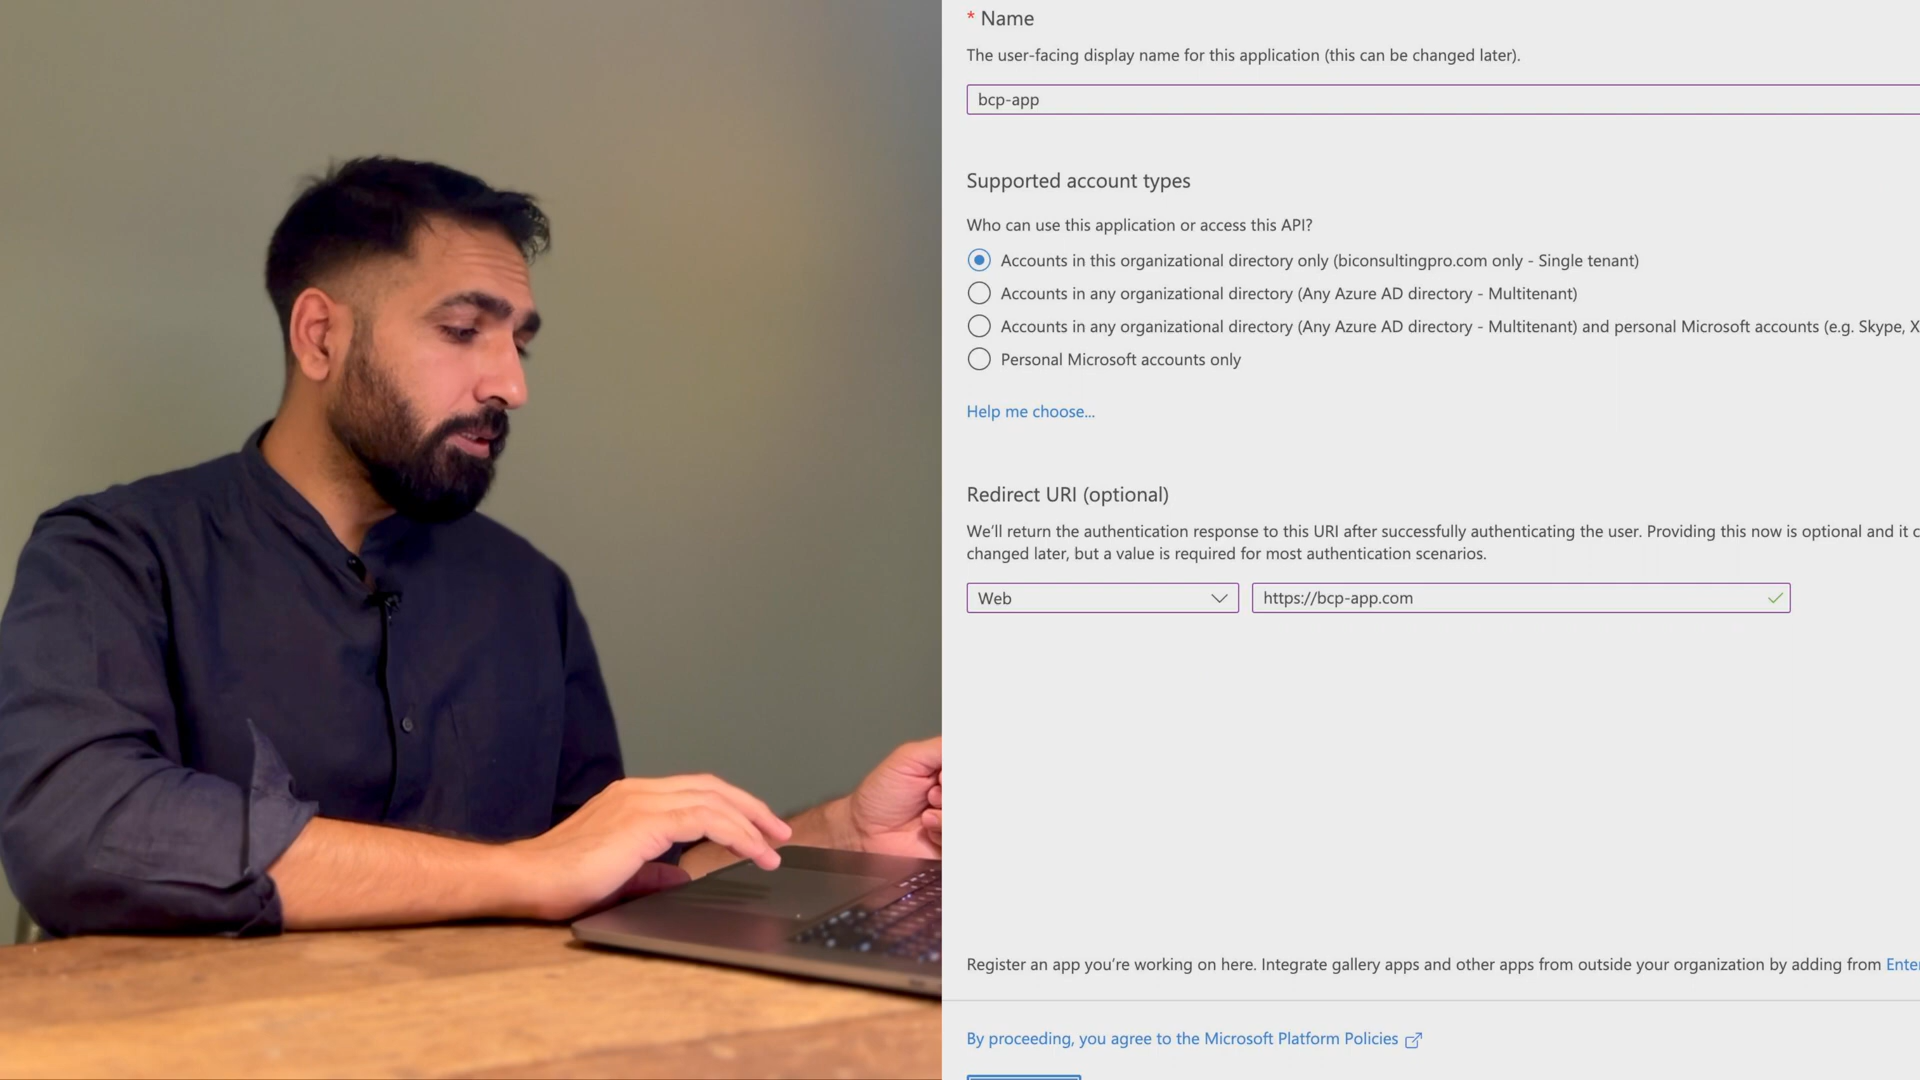 * Name
The user-facing display name for this application (this can be changed later).
bcp-app
Supported account types
Who can use this application or access this API?
Accounts in this organizational directory only (biconsultingpro.com only - Single tenant)
Accounts in any organizational directory (Any Azure AD directory - Multitenant)
Accounts in any organizational directory (Any Azure AD directory - Multitenant) and personal Microsoft accounts (e.g. Skype, X
Personal Microsoft accounts only
Help me choose...
Redirect URI (optional)
We'll return the authentication response to this URI after successfully authenticating the user. Providing this now is optional and it c
changed later, but a value is required for most authentication scenarios.
Web
https://bcp-app.com
Register an app you're working on here. Integrate gallery apps and other apps from outside your organization by adding from Enter
By proceeding, you agree to the Microsoft Platform Policies